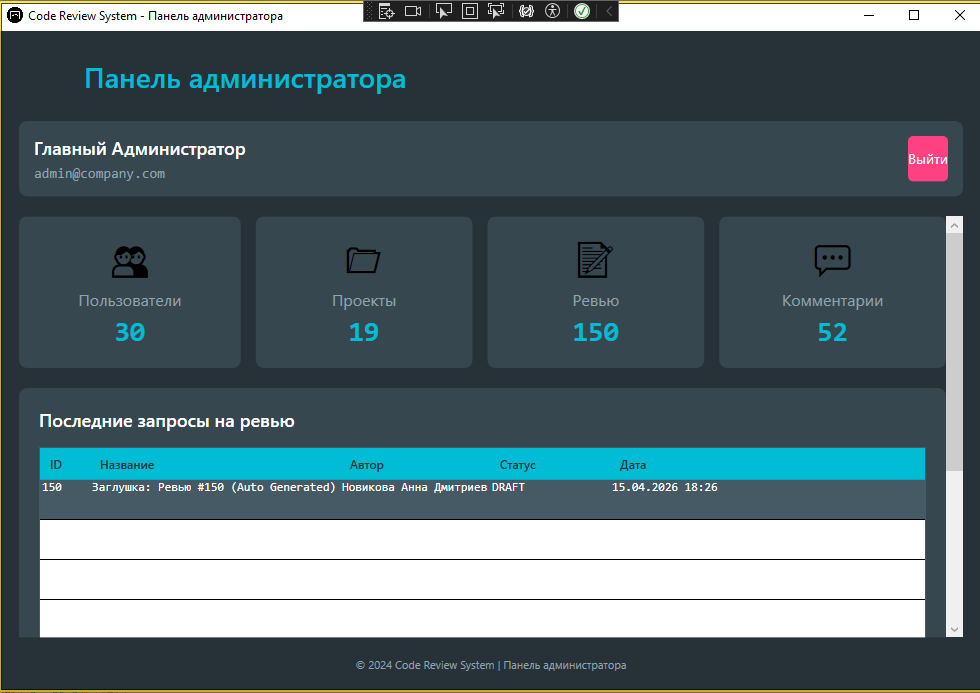 Code Review System - Панель администратора
Панель администратора
Главный Администратор
admin@company.com
Выйти
Пользователи
30
Проекты
19
Ревью
150
Комментарии
52
Последние запросы на ревью
ID Название Автор Статус Дата
150 Заглушка: Ревью #150 (Auto Generated) Новикова Анна Дмитриев DRAFT 15.04.2026 18:26
© 2024 Code Review System | Панель администратора